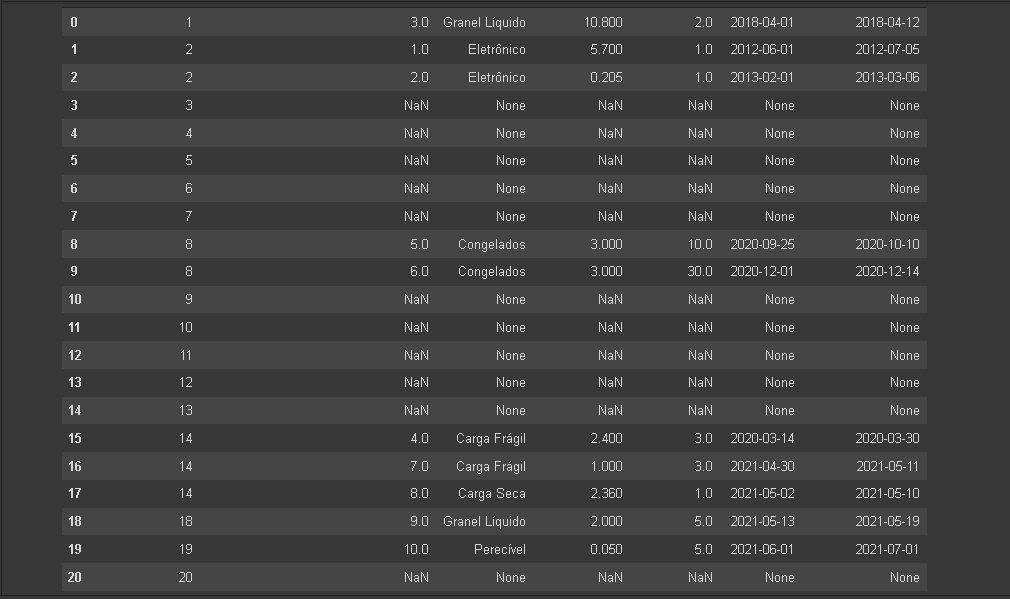 0 1 3.0 Granel Líquido 10.800 2.0 2018-04-01 2018-04-12
1 2 1.0 Eletrônico 5.700 1.0 2012-06-01 2012-07-05
2 2 2.0 Eletrônico 0.205 1.0 2013-02-01 2013-03-06
3 3 NaN None NaN NaN None None
4 4 NaN None NaN NaN None None
5 5 NaN None NaN NaN None None
6 6 NaN None NaN NaN None None
7 7 NaN None NaN NaN None None
8 8 5.0 Congelados 3.000 10.0 2020-09-25 2020-10-10
9 8 6.0 Congelados 3.000 30.0 2020-12-01 2020-12-14
10 9 NaN None NaN NaN None None
11 10 NaN None NaN NaN None None
12 11 NaN None NaN NaN None None
13 12 NaN None NaN NaN None None
14 13 NaN None NaN NaN None None
15 14 4.0 Carga Frágil 2.400 3.0 2020-03-14 2020-03-30
16 14 7.0 Carga Frágil 1.000 3.0 2021-04-30 2021-05-11
17 14 8.0 Carga Seca 2.360 1.0 2021-05-02 2021-05-10
18 18 9.0 Granel Líquido 2.000 5.0 2021-05-13 2021-05-19
19 19 10.0 Perecível 0.050 5.0 2021-06-01 2021-07-01
20 20 NaN None NaN NaN None None